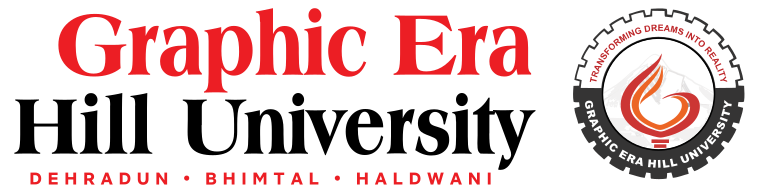 Graphic Era
Hill University
DEHRADUN • BHIMTAL • HALDWANI
TRANSFORMING DREAMS INTO REALITY
GRAPHIC ERA HILL UNIVERSITY